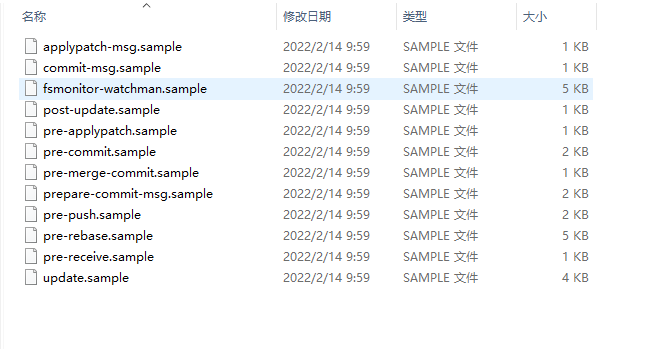 名称 修改日期 类型 大小
applypatch-msg.sample 2022/2/14 9:59 SAMPLE 文件 1 KB
commit-msg.sample 2022/2/14 9:59 SAMPLE 文件 1 KB
fsmonitor-watchman.sample 2022/2/14 9:59 SAMPLE 文件 5 KB
post-update.sample 2022/2/14 9:59 SAMPLE 文件 1 KB
pre-applypatch.sample 2022/2/14 9:59 SAMPLE 文件 1 KB
pre-commit.sample 2022/2/14 9:59 SAMPLE 文件 2 KB
pre-merge-commit.sample 2022/2/14 9:59 SAMPLE 文件 1 KB
prepare-commit-msg.sample 2022/2/14 9:59 SAMPLE 文件 2 KB
pre-push.sample 2022/2/14 9:59 SAMPLE 文件 2 KB
pre-rebase.sample 2022/2/14 9:59 SAMPLE 文件 5 KB
pre-receive.sample 2022/2/14 9:59 SAMPLE 文件 1 KB
update.sample 2022/2/14 9:59 SAMPLE 文件 4 KB